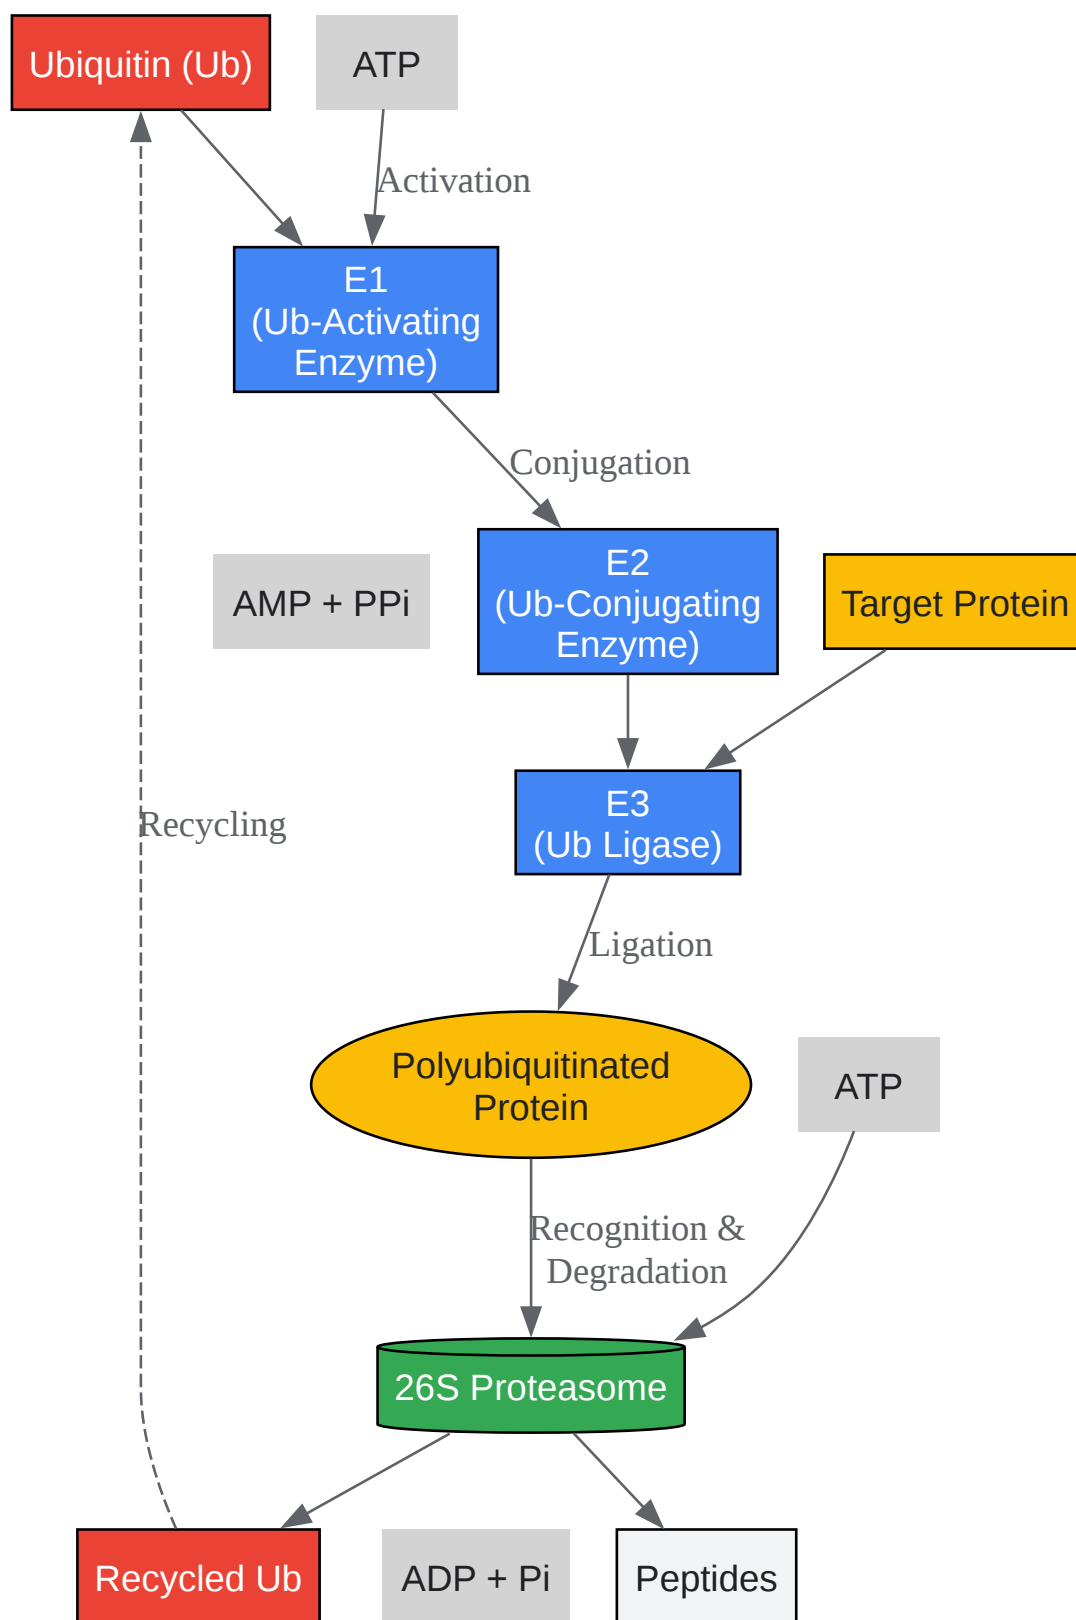 Ubiquitin (Ub)
ATP
Activation
E1
(Ub-Activating
Enzyme)
Conjugation
AMP + PPi
E2
(Ub-Conjugating
Enzyme)
Target Protein
Recycling
E3
(Ub Ligase)
Ligation
Polyubiquitinated
Protein
ATP
Recognition &
Degradation
26S Proteasome
Recycled Ub
ADP + Pi
Peptides